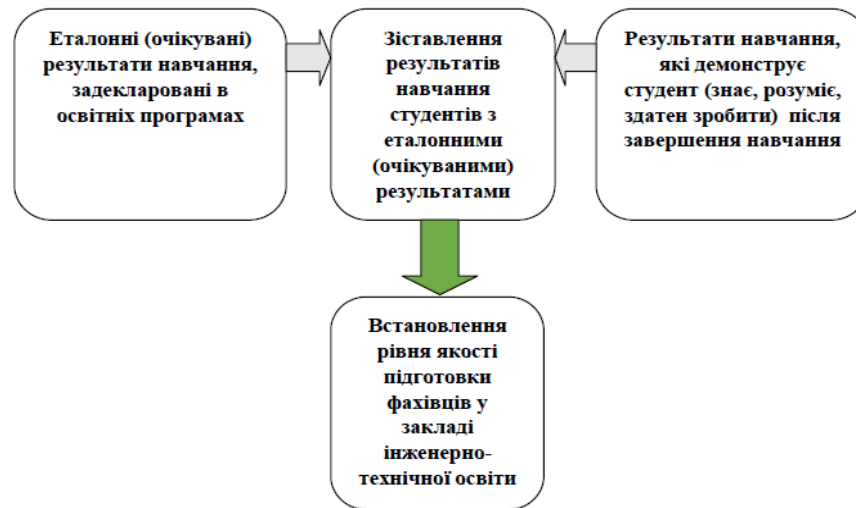 Еталонні (очікувані)
результати навчання,
задекларовані в
освітніх програмах
Зіставлення
результатів
навчання
студентів з
еталонними
(очікуваними)
результатами
Результати навчання,
які демонструє
студент (знає, розуміє,
здатен зробити) після
завершення навчання
Встановлення
рівня якості
підготовки
фахівців у
закладі
інженерно-
технічної освіти